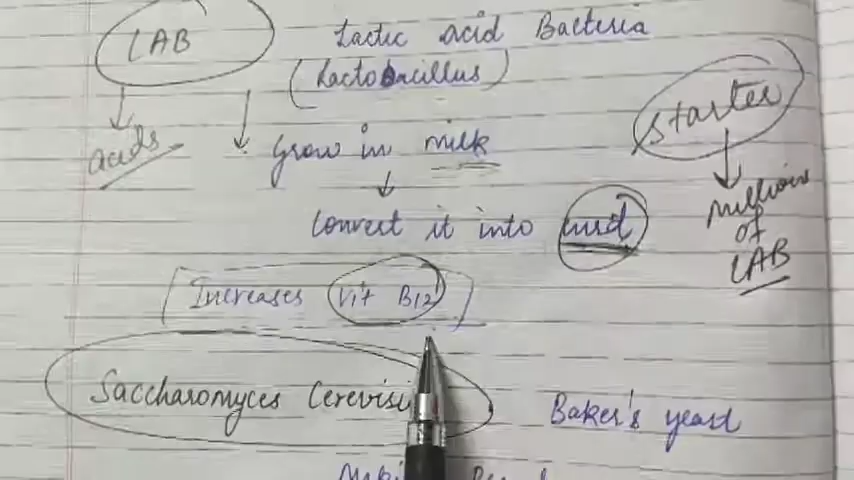 LAB Lactic acid Bacteria
(Lactobacillus)
Starter
acids Grow in milk
Convert it into curd
millions
of
LAB
Increases Vit B12
Saccharomyces
Baker's yeast